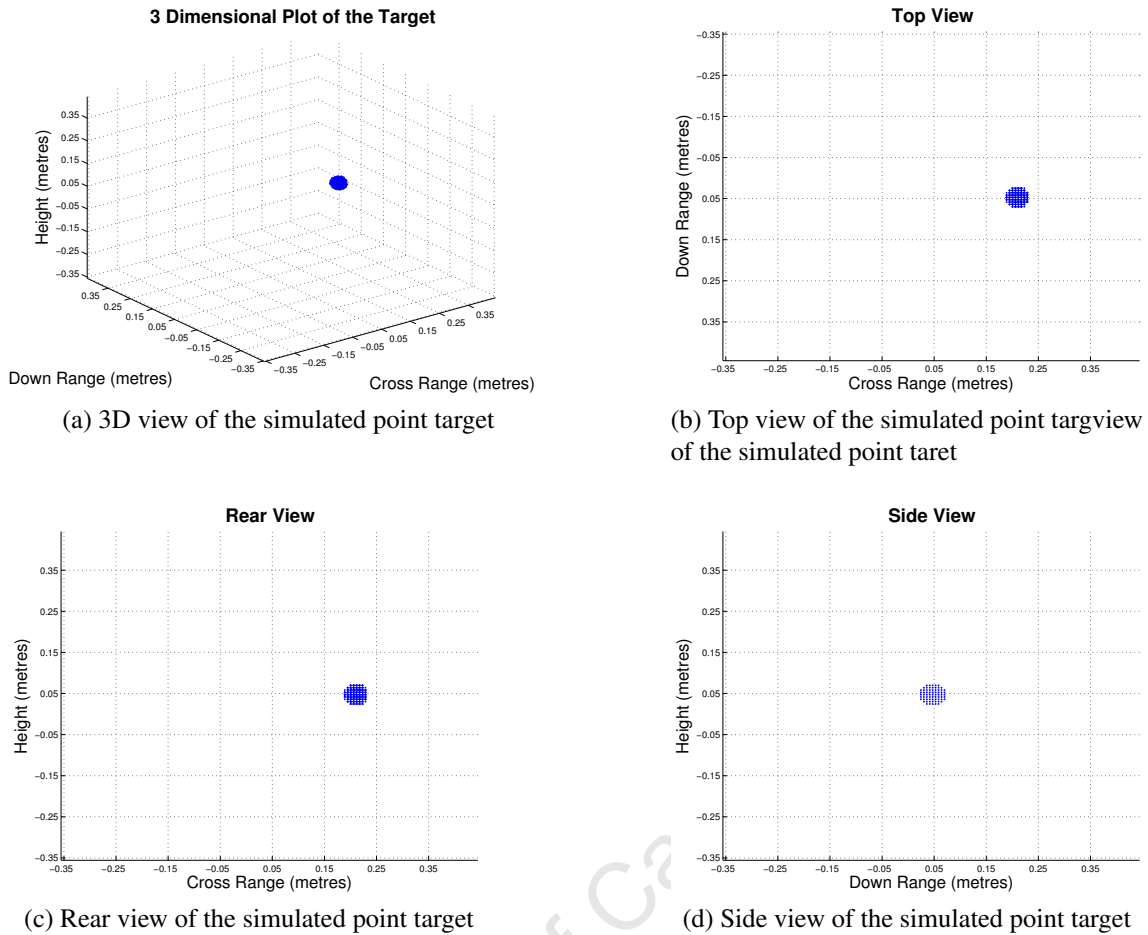 3 Dimensional Plot of the Target
0.35
0.25
0.15
0.05
−0.05
−0.15
−0.25
−0.35
Height (metres)
0.35
0.25
0.15
0.05
−0.05
−0.15
−0.25
−0.35
Down Range (metres)
−0.35
−0.25
−0.15
−0.05
0.05
0.15
0.25
0.35
Cross Range (metres)
(a) 3D view of the simulated point target
Top View
−0.35
−0.25
−0.15
−0.05
0.05
0.15
0.25
0.35
Down Range (metres)
−0.35 −0.25 −0.15 −0.05 0.05 0.15 0.25 0.35
Cross Range (metres)
(b) Top view of the simulated point targview
of the simulated point taret
Rear View
0.35
0.25
0.15
0.05
−0.05
−0.15
−0.25
−0.35
Height (metres)
−0.35 −0.25 −0.15 −0.05 0.05 0.15 0.25 0.35
Cross Range (metres)
(c) Rear view of the simulated point target
Side View
0.35
0.25
0.15
0.05
−0.05
−0.15
−0.25
−0.35
Height (metres)
−0.35 −0.25 −0.15 −0.05 0.05 0.15 0.25 0.35
Down Range (metres)
(d) Side view of the simulated point target